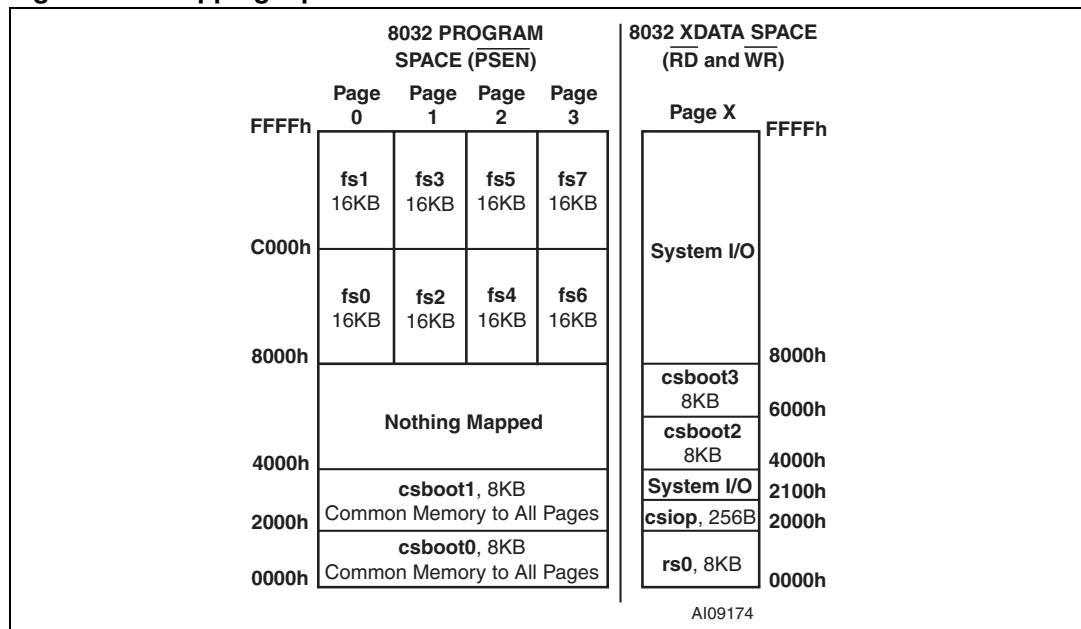 8032 PROGRAM
SPACE (PSEN)
Page Page Page Page
0 1 2 3
FFFFh
fs1 fs3 fs5 fs7
16KB 16KB 16KB 16KB
C000h
fs0 fs2 fs4 fs6
16KB 16KB 16KB 16KB
8000h
Nothing Mapped
4000h
csboot1, 8KB
Common Memory to All Pages
2000h
csboot0, 8KB
Common Memory to All Pages
0000h
8032 XDATA SPACE
(RD and WR)
Page X
FFFFh
System I/O
8000h
csboot3
8KB
6000h
csboot2
8KB
4000h
System I/O
2100h
csiop, 256B
2000h
rs0, 8KB
0000h
AI09174